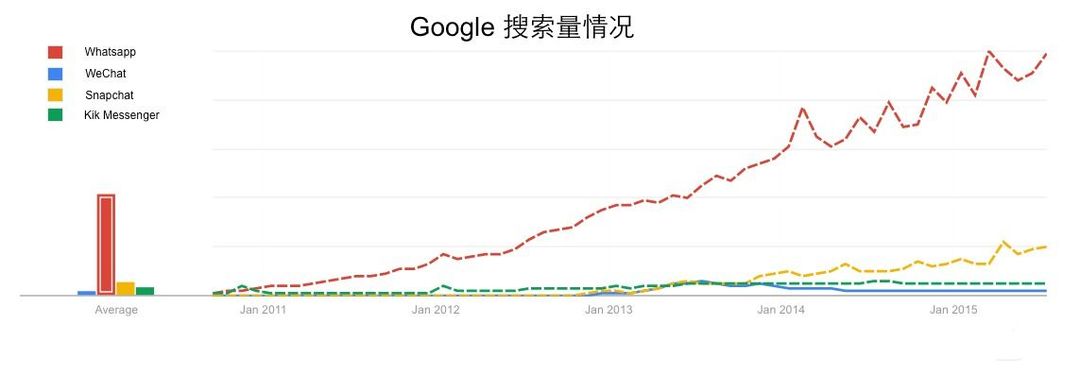 Google 搜索量情况
Whatsapp
WeChat
Snapchat
Kik Messenger
Average
Jan 2011
Jan 2012
Jan 2013
Jan 2014
Jan 2015